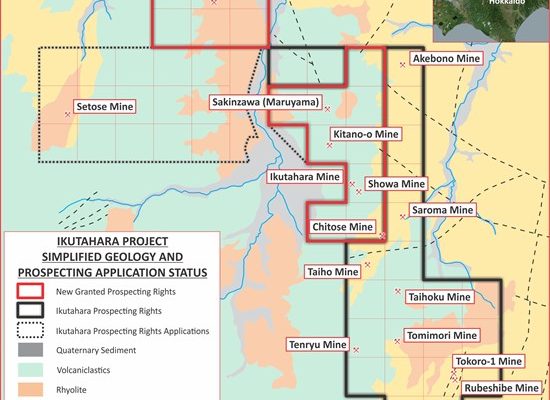 Hokkaido
Akebono Mine
Setose Mine
Sakinzawa (Maruyama)
Kitano-o Mine
Ikutahara Mine
Showa Mine
Saroma Mine
Chitose Mine
Taiho Mine
Taihoku Mine
Tomimori Mine
Tenryu Mine
Tokoro-1 Mine
Rubeshibe Mine
IKUTAHARA PROJECT
SIMPLIFIED GEOLOGY AND
PROSPECTING APPLICATION STATUS
New Granted Prospecting Rights
Ikutahara Prospecting Rights
Ikutahara Prospecting Rights Applications
Quaternary Sediment
Volcaniclastics
Rhyolite